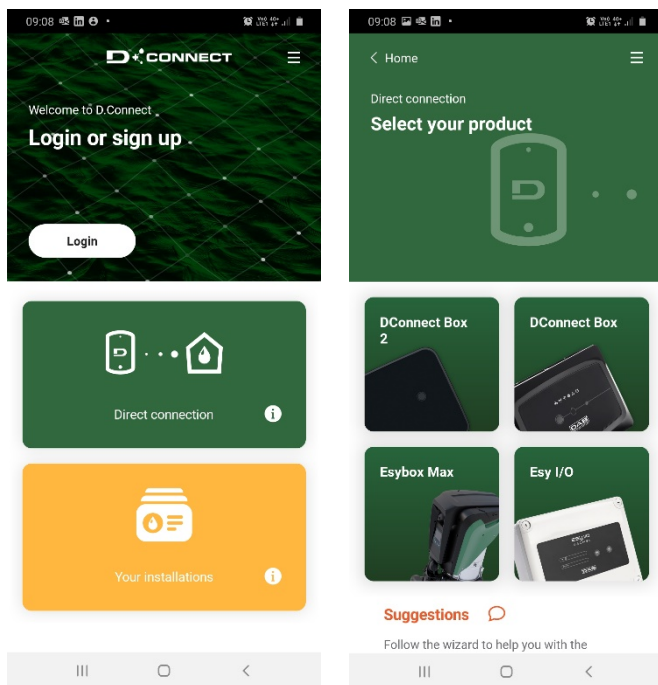 09:08
D+CONNECT
Welcome to D.Connect
Login or sign up
Login
Direct connection
Your installations
09:08
Home
Direct connection
Select your product
DConnect Box
2
DConnect Box
DAB
Esybox Max
Esy I/O
DAB
Suggestions
Follow the wizard to help you with the